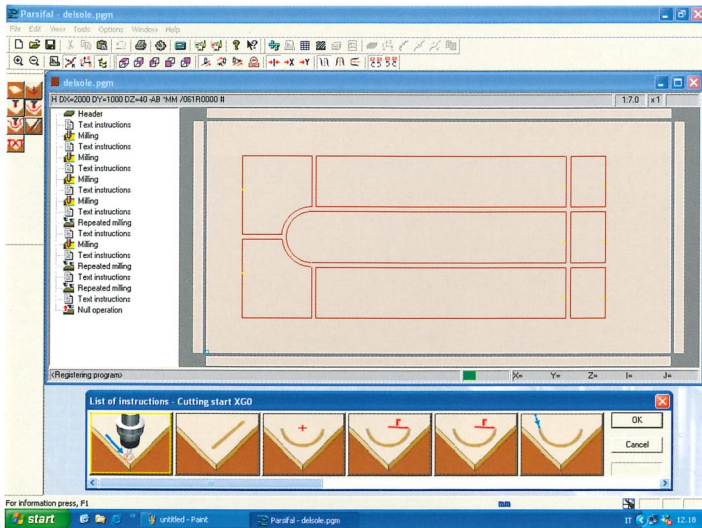 Parsifal - delsole.pgm
File Edit View Tools Options Window Help
delsole.pgm
H DX=2000 DY=1000 DZ=40 -AB *MM /051R0000 #
1:7.0 x 1
Header
Text instructions
Milling
Text instructions
Milling
Text instructions
Milling
Text instructions
Milling
Text instructions
Repeated milling
Text instructions
Milling
Text instructions
Repeated milling
Text instructions
Repeated milling
Text instructions
Null operation
<Registering program> X= Y= Z= I= J=
List of instructions - Cutting start XG0
OK
Cancel
For information press, F1 mm
start untitled - Paint Parsifal - delsole.pgm IT 12.18